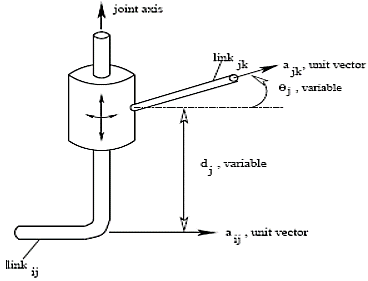 joint axis
link jk
a jk, unit vector
Θj , variable
dj , variable
a ij , unit vector
link ij